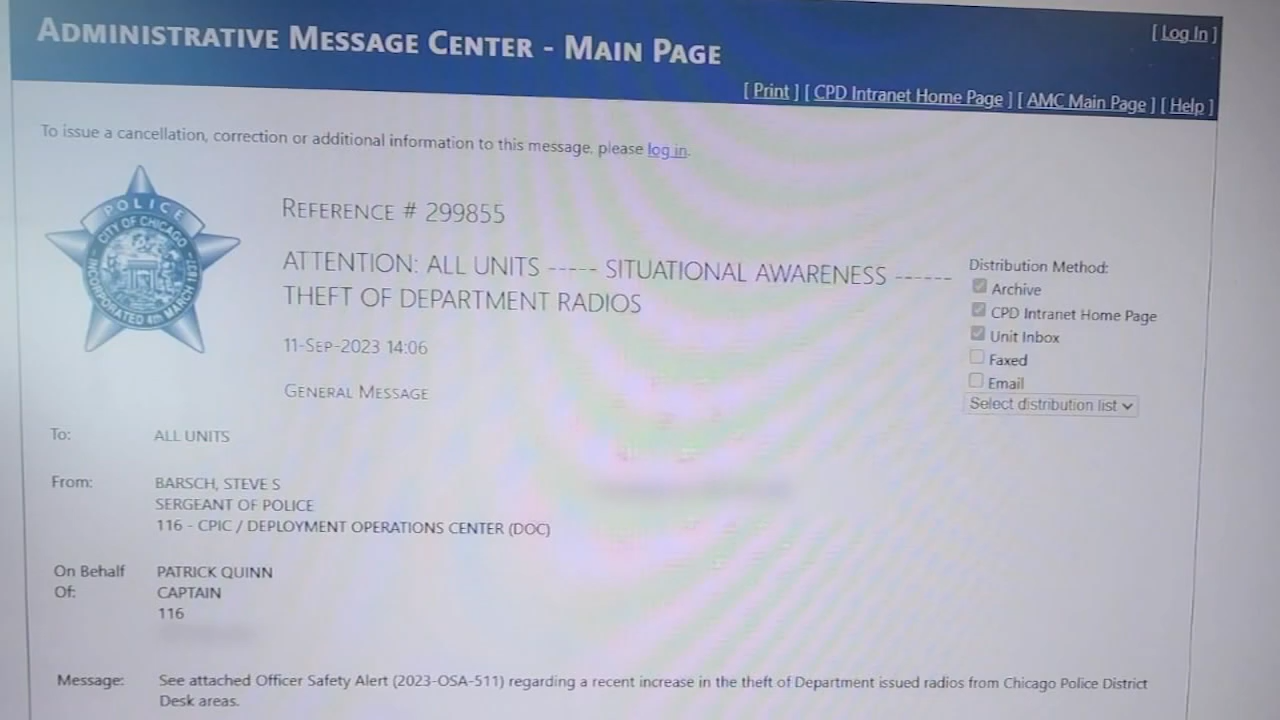 ADMINISTRATIVE MESSAGE CENTER - MAIN PAGE
[ Log In ]
[ Print ] [ CPD Intranet Home Page ] [ AMC Main Page ] [ Help ]
To issue a cancellation, correction or additional information to this message, please log in.
POLICE
CITY OF CHICAGO
INCORPORATED 4th MARCH 1837
REFERENCE # 299855
ATTENTION: ALL UNITS ----- SITUATIONAL AWARENESS ------
THEFT OF DEPARTMENT RADIOS
11-SEP-2023 14:06
GENERAL MESSAGE
Distribution Method:
Archive
CPD Intranet Home Page
Unit Inbox
Faxed
Email
Select distribution list
To: ALL UNITS
From: BARSCH, STEVE S
SERGEANT OF POLICE
116 - CPIC / DEPLOYMENT OPERATIONS CENTER (DOC)
On Behalf PATRICK QUINN
Of: CAPTAIN
116
Message: See attached Officer Safety Alert (2023-OSA-511) regarding a recent increase in the theft of Department issued radios from Chicago Police District
Desk areas.